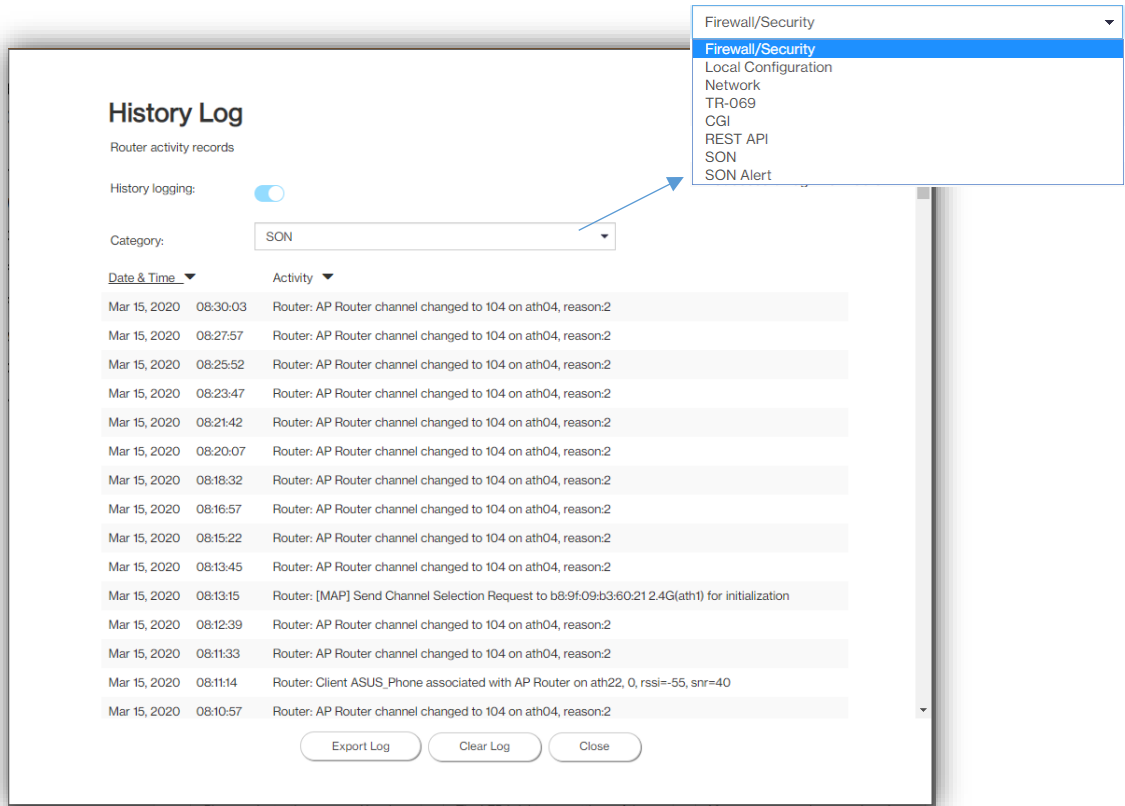 Firewall/Security
Firewall/Security
Local Configuration
Network
TR-069
CGI
REST API
SON
SON Alert
History Log
Router activity records
History logging:
Category: SON
Date & Time Activity
Mar 15, 2020 08:30:03 Router: AP Router channel changed to 104 on ath04, reason:2
Mar 15, 2020 08:27:57 Router: AP Router channel changed to 104 on ath04, reason:2
Mar 15, 2020 08:25:52 Router: AP Router channel changed to 104 on ath04, reason:2
Mar 15, 2020 08:23:47 Router: AP Router channel changed to 104 on ath04, reason:2
Mar 15, 2020 08:21:42 Router: AP Router channel changed to 104 on ath04, reason:2
Mar 15, 2020 08:20:07 Router: AP Router channel changed to 104 on ath04, reason:2
Mar 15, 2020 08:18:32 Router: AP Router channel changed to 104 on ath04, reason:2
Mar 15, 2020 08:16:57 Router: AP Router channel changed to 104 on ath04, reason:2
Mar 15, 2020 08:15:22 Router: AP Router channel changed to 104 on ath04, reason:2
Mar 15, 2020 08:13:45 Router: AP Router channel changed to 104 on ath04, reason:2
Mar 15, 2020 08:13:15 Router: [MAP] Send Channel Selection Request to b8:9f:09:b3:60:21 2.4G(ath1) for initialization
Mar 15, 2020 08:12:39 Router: AP Router channel changed to 104 on ath04, reason:2
Mar 15, 2020 08:11:33 Router: AP Router channel changed to 104 on ath04, reason:2
Mar 15, 2020 08:11:14 Router: Client ASUS_Phone associated with AP Router on ath22, 0, rssi=-55, snr=40
Mar 15, 2020 08:10:57 Router: AP Router channel changed to 104 on ath04, reason:2
Export Log Clear Log Close